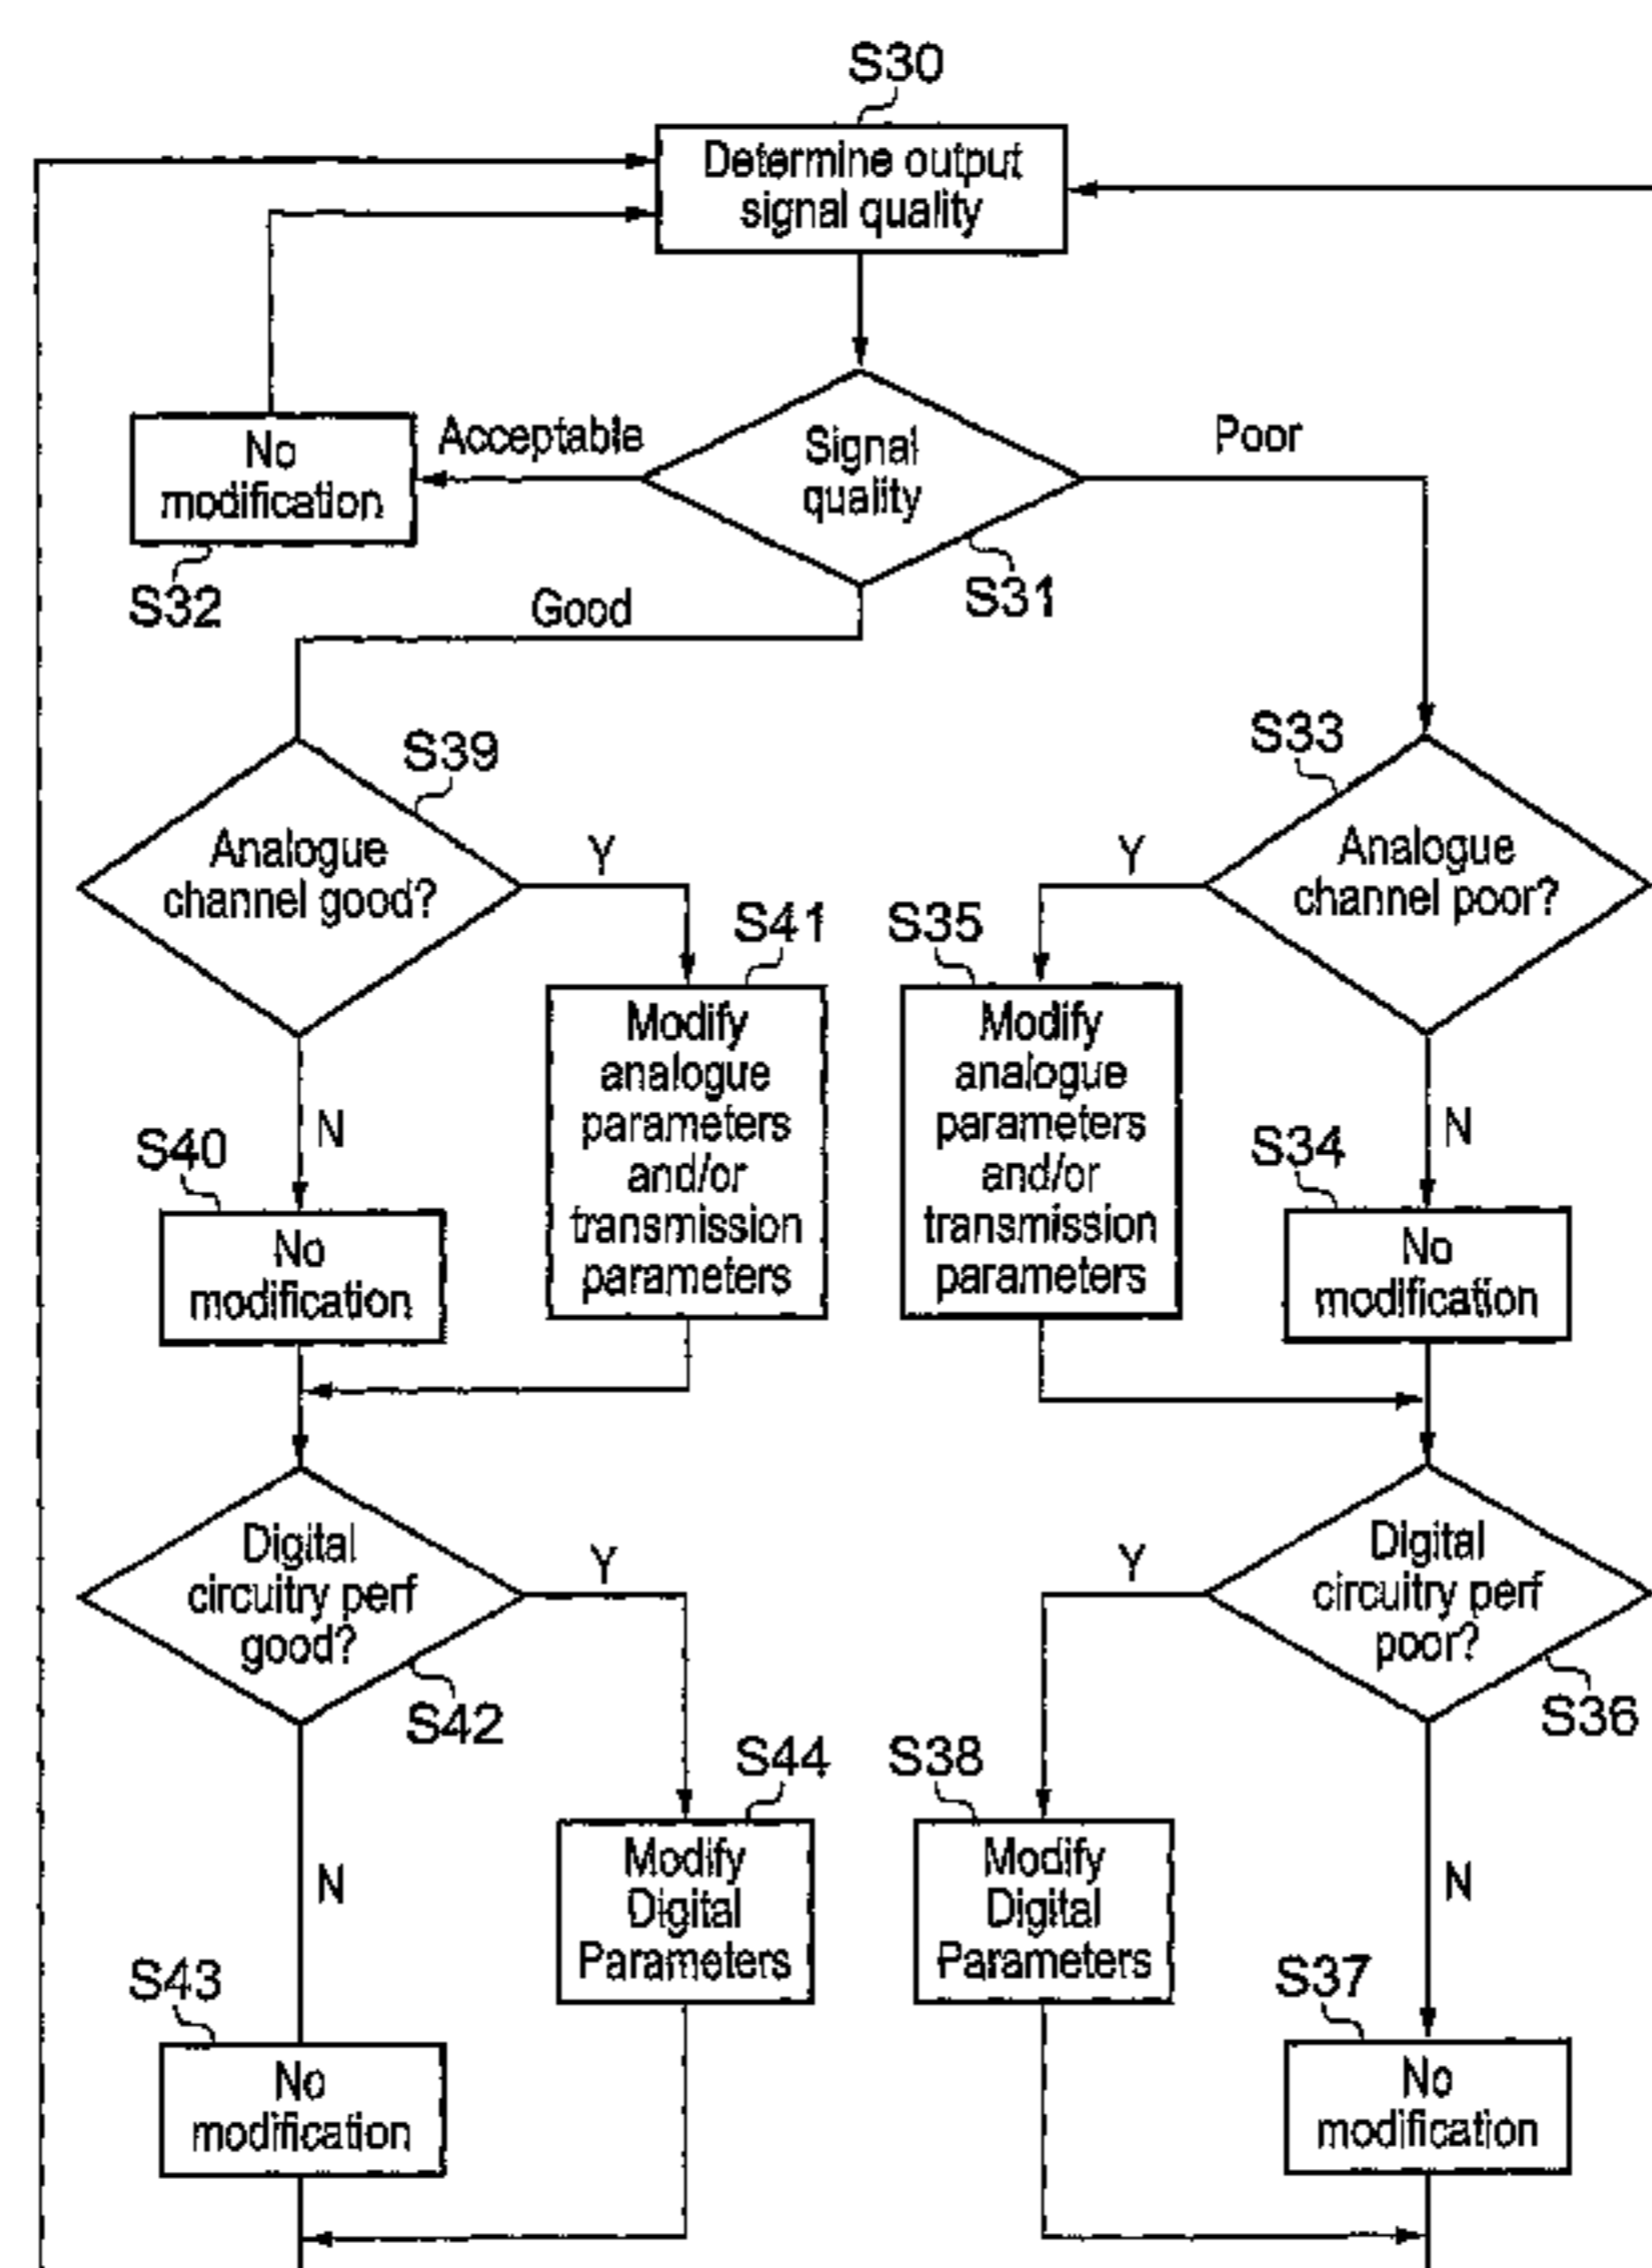 S30
Determine output
signal quality
Acceptable
Signal
quality
Poor
No
modification
S32
S31
Good
S39
S33
Analogue
channel good?
Y
Y
Analogue
channel poor?
S41
S35
Modify
analogue
parameters
and/or
transmission
parameters
Modify
analogue
parameters
and/or
transmission
parameters
N
N
S40
S34
No
modification
No
modification
Digital
circuitry perf
good?
Y
Y
Digital
circuitry perf
poor?
S42
S36
S44
S38
Modify
Digital
Parameters
Modify
Digital
Parameters
N
N
S43
S37
No
modification
No
modification